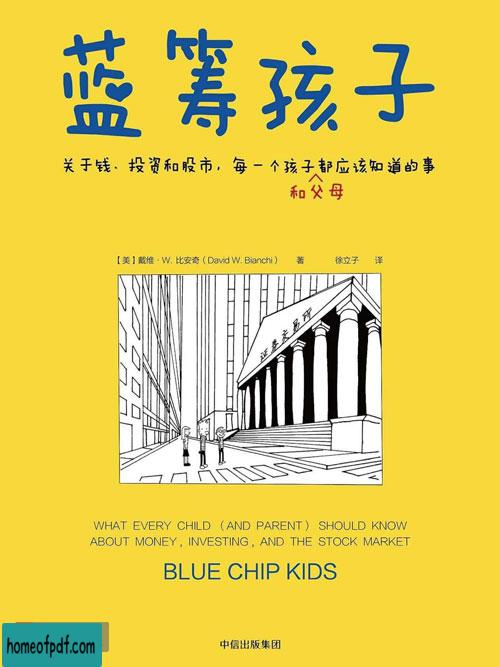 蓝筹孩子
关于钱、投资和股市，每一个孩子都应该知道的事
和父母
【美】戴维·W. 比安奇（David W. Bianchi） 著 徐立子 译
证券交易所
WHAT EVERY CHILD （AND PARENT） SHOULD KNOW
ABOUT MONEY, INVESTING, AND THE STOCK MARKET
BLUE CHIP KIDS
中信出版集团
homeofpdf.com